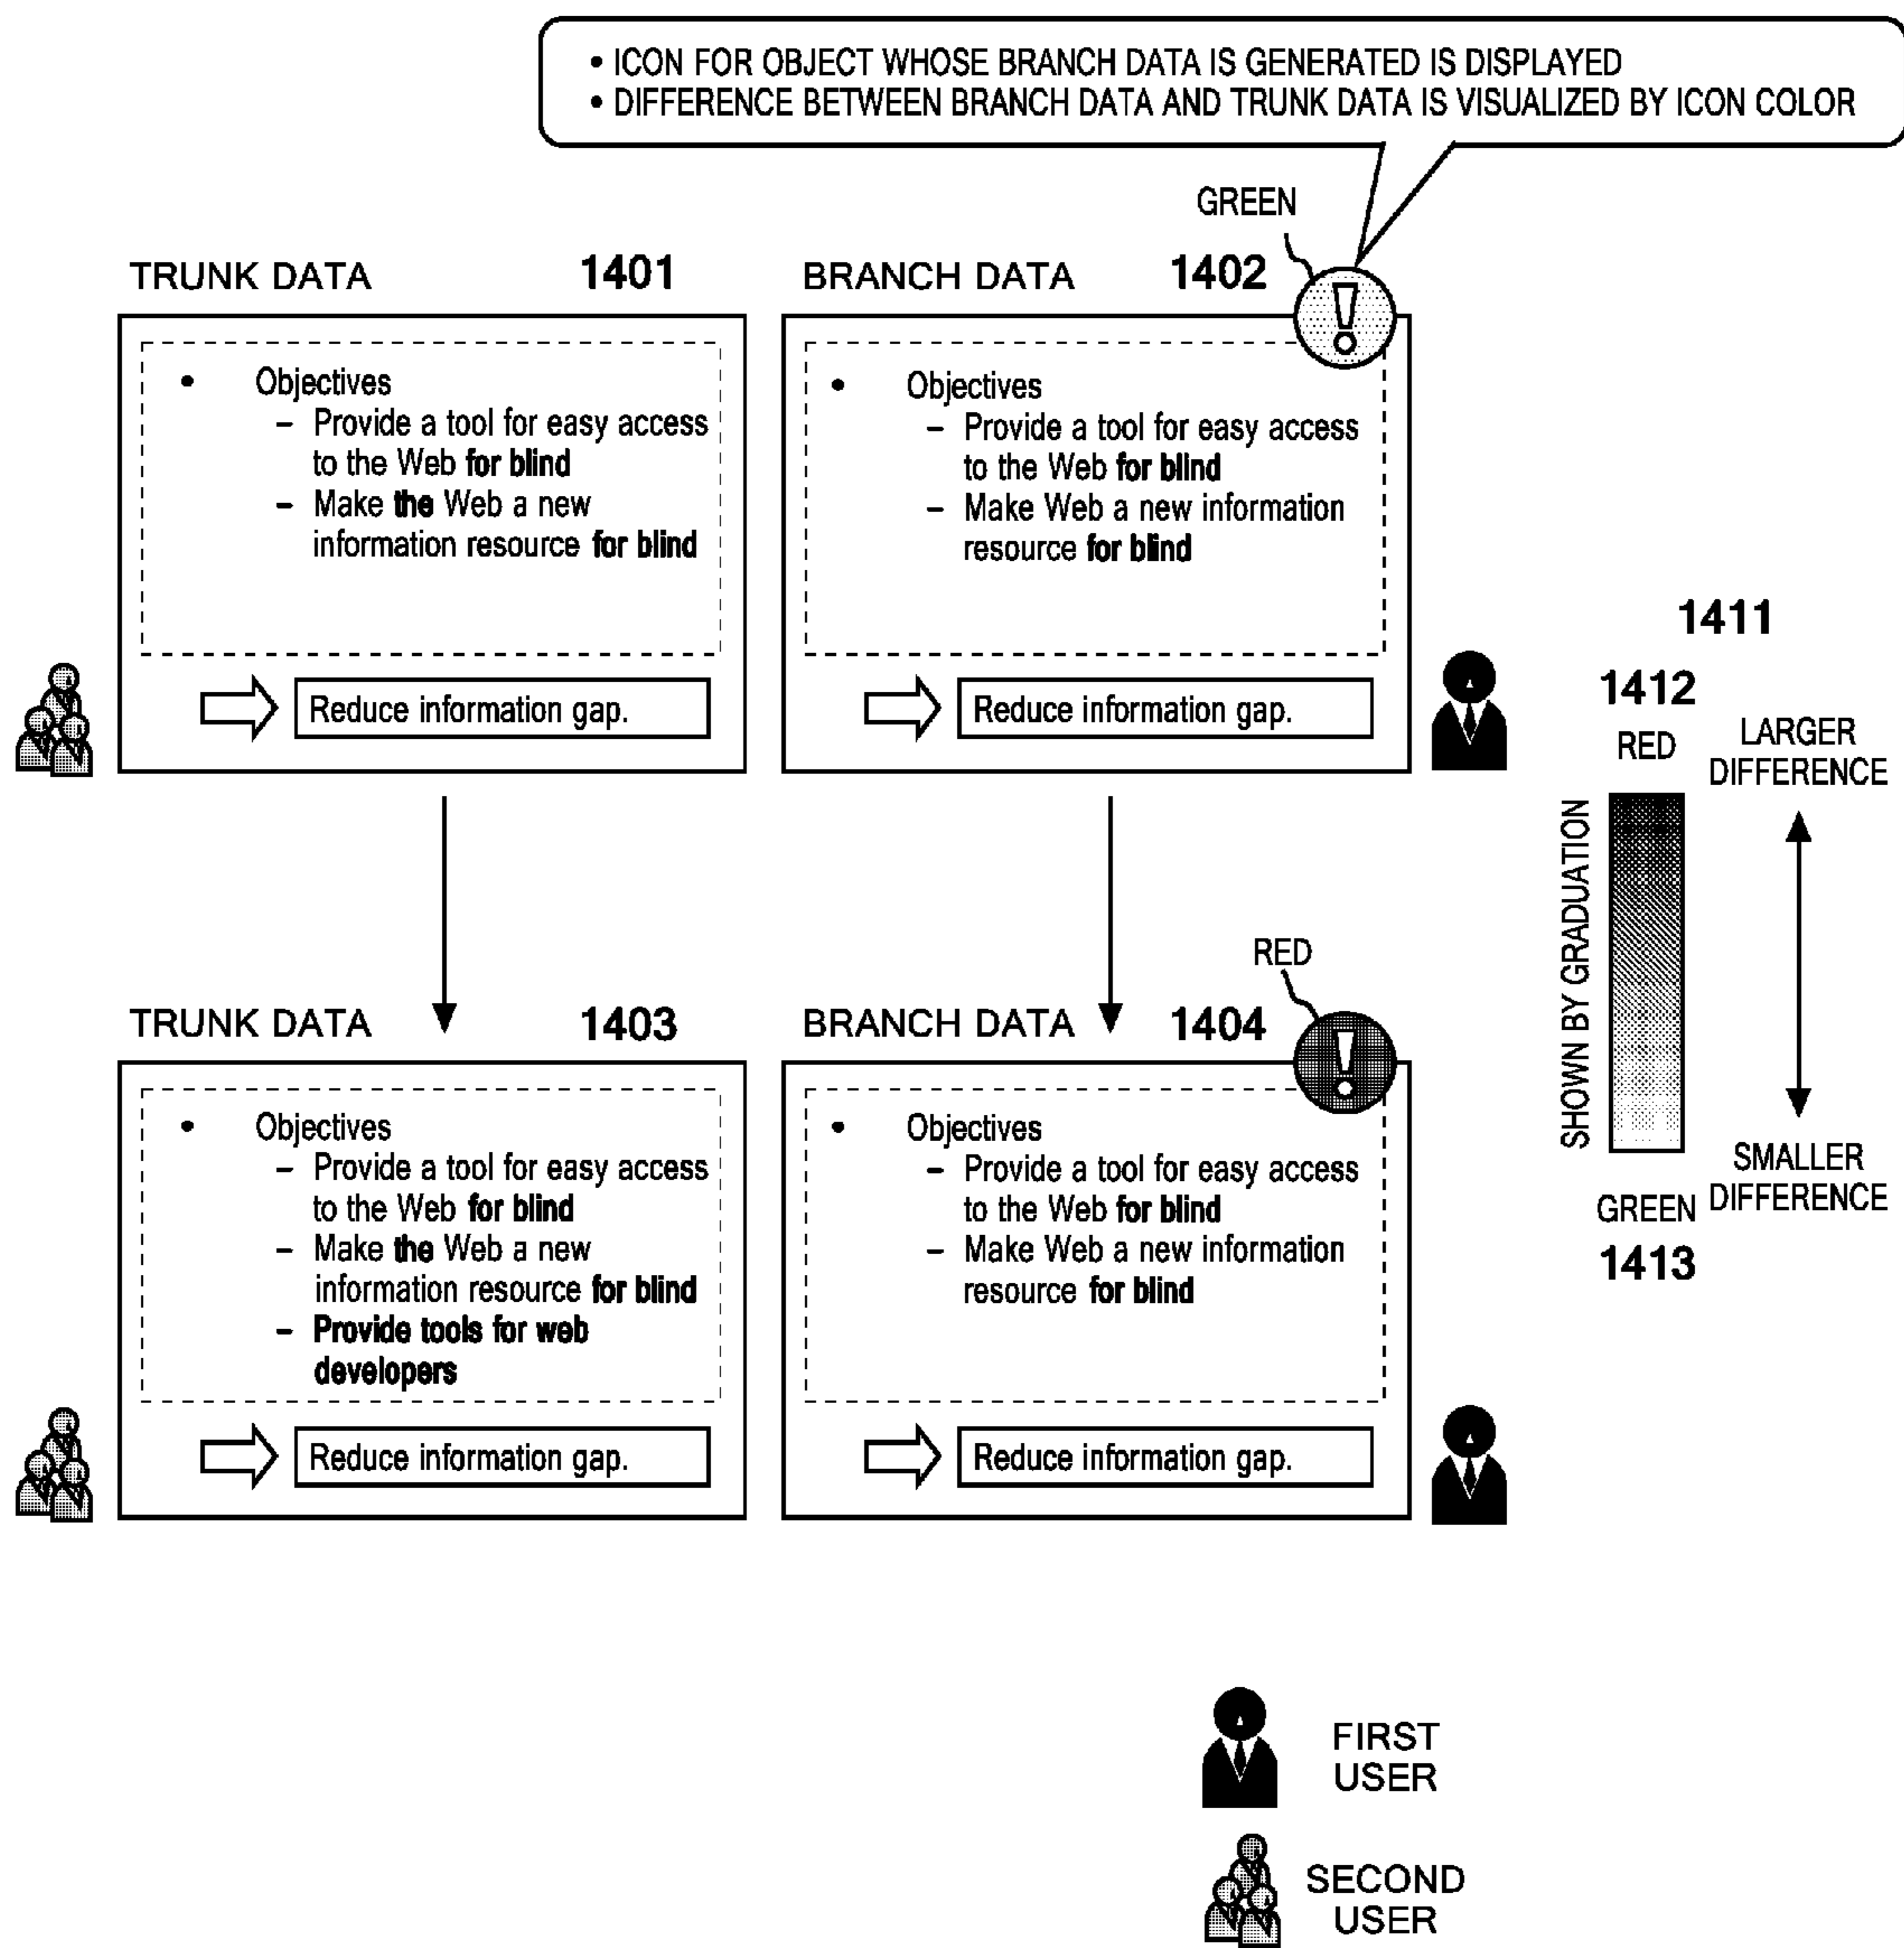 • ICON FOR OBJECT WHOSE BRANCH DATA IS GENERATED IS DISPLAYED
• DIFFERENCE BETWEEN BRANCH DATA AND TRUNK DATA IS VISUALIZED BY ICON COLOR
GREEN
TRUNK DATA 1401
• Objectives
– Provide a tool for easy access
to the Web for blind
– Make the Web a new
information resource for blind
Reduce information gap.
BRANCH DATA 1402
!
• Objectives
– Provide a tool for easy access
to the Web for blind
– Make Web a new information
resource for blind
Reduce information gap.
1411
1412
RED
LARGER
DIFFERENCE
SHOWN BY GRADUATION
SMALLER
DIFFERENCE
GREEN
1413
RED
TRUNK DATA 1403
• Objectives
– Provide a tool for easy access
to the Web for blind
– Make the Web a new
information resource for blind
– Provide tools for web
developers
Reduce information gap.
BRANCH DATA 1404
!
• Objectives
– Provide a tool for easy access
to the Web for blind
– Make Web a new information
resource for blind
Reduce information gap.
FIRST
USER
SECOND
USER